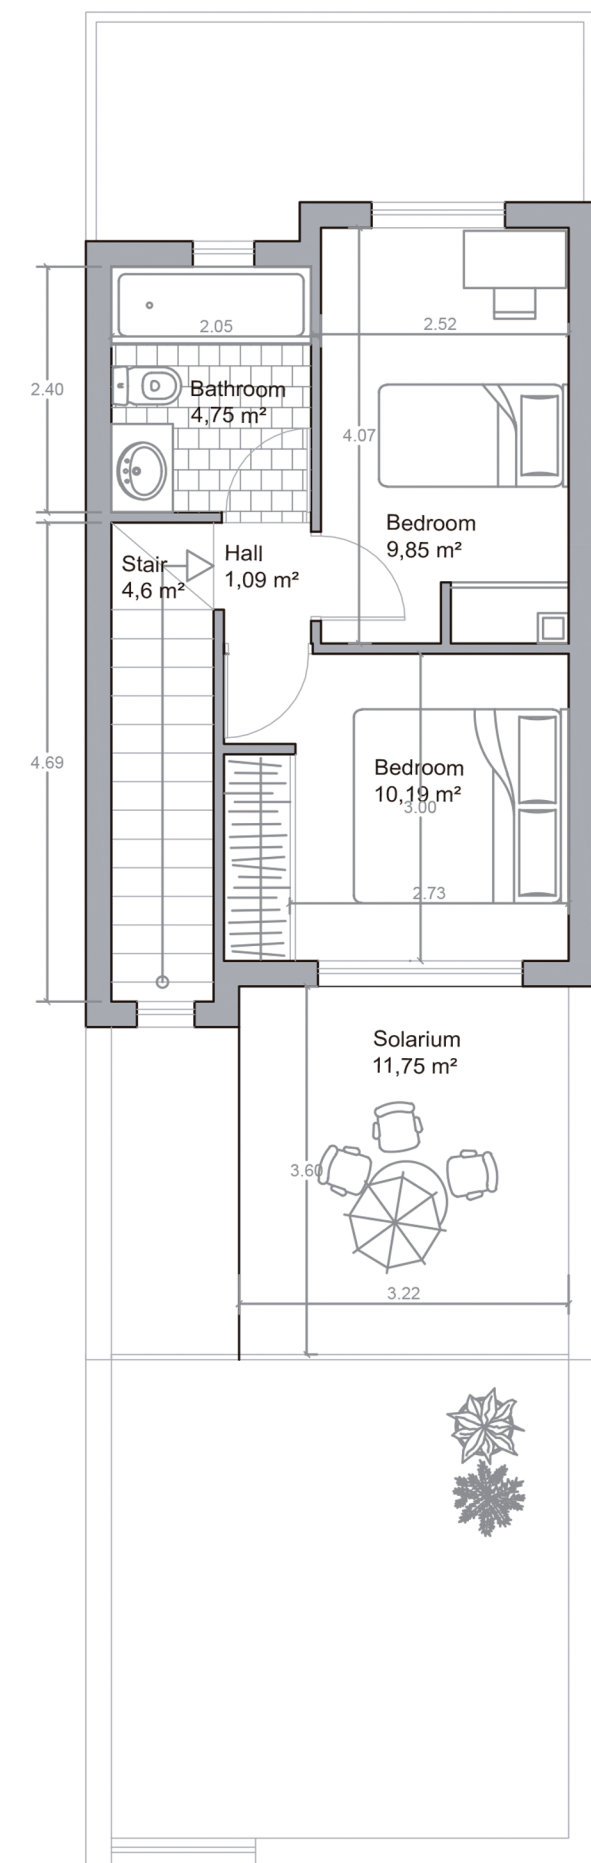 2.05
2.52
2.40
Bathroom
4,75 m²
4.07
Bedroom
9,85 m²
Hall
1,09 m²
Stair
4,6 m²
4.69
Bedroom
10,19 m²
3.00
2.73
Solarium
11,75 m²
3.60
3.22